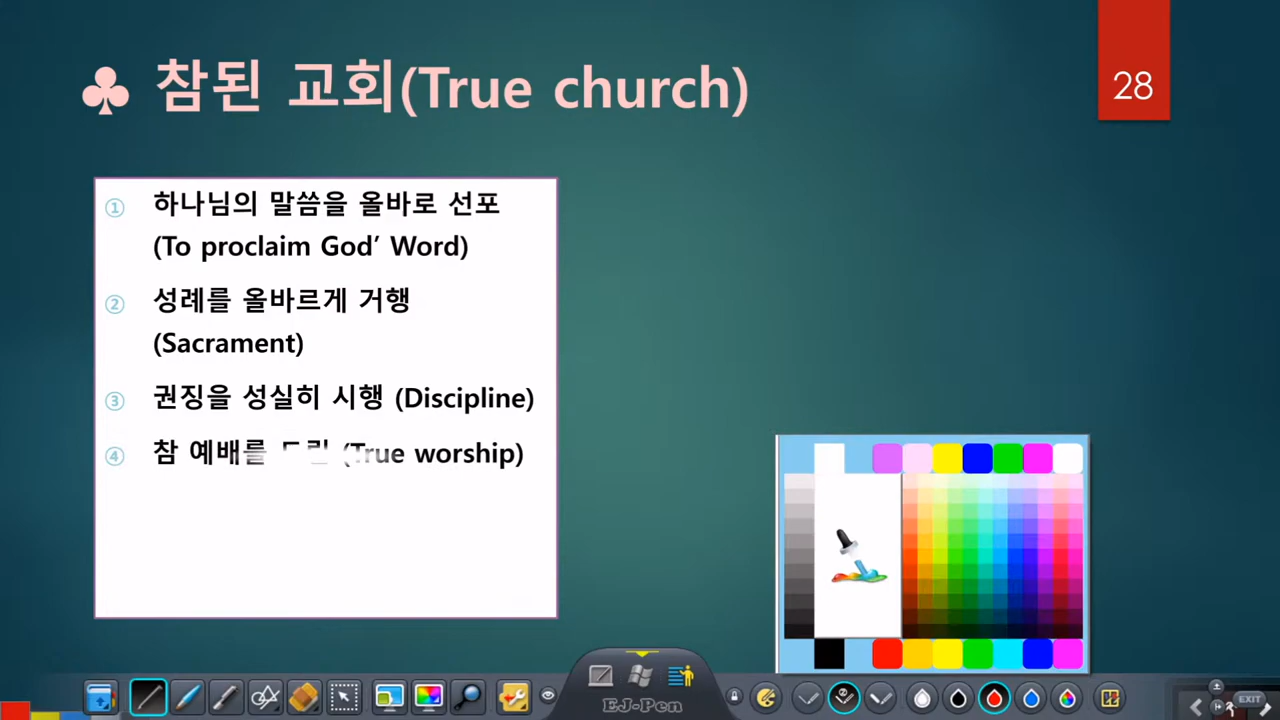 ♣ 참된 교회(True church)
28
① 하나님의 말씀을 올바로 선포
(To proclaim God’ Word)
② 성례를 올바르게 거행
(Sacrament)
③ 권징을 성실히 시행 (Discipline)
④ 참 예배를 (True worship)
EJ-Pen
EXIT